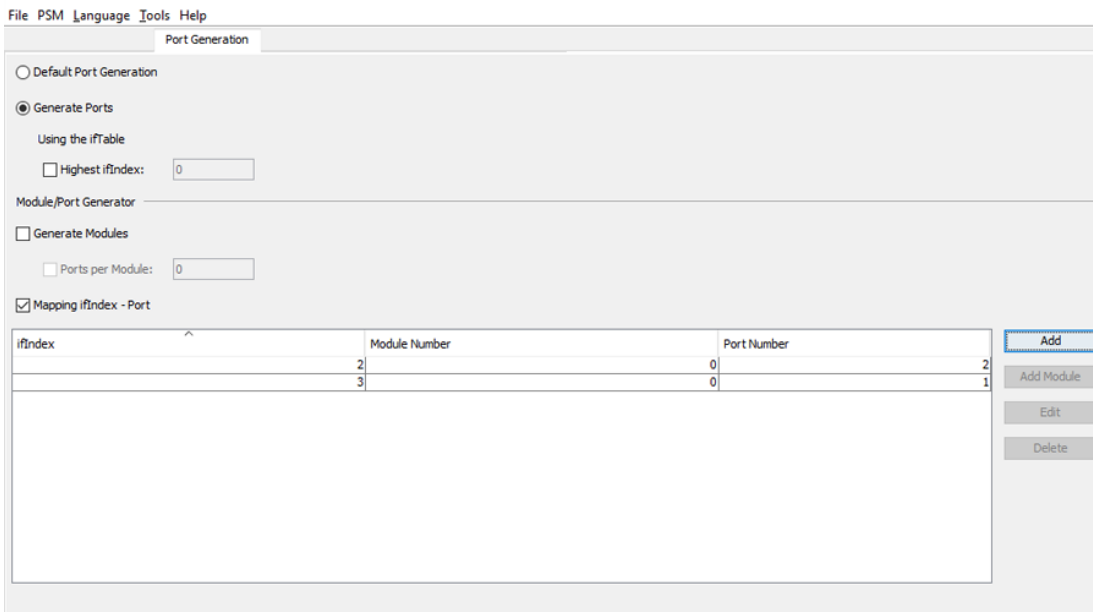 File PSM Language Tools Help
Port Generation
Default Port Generation
Generate Ports
Using the ifTable
Highest ifIndex: 0
Module/Port Generator
Generate Modules
Ports per Module: 0
Mapping ifIndex - Port
ifIndex Module Number Port Number Add
2 0 2
3 0 1
Add Module
Edit
Delete